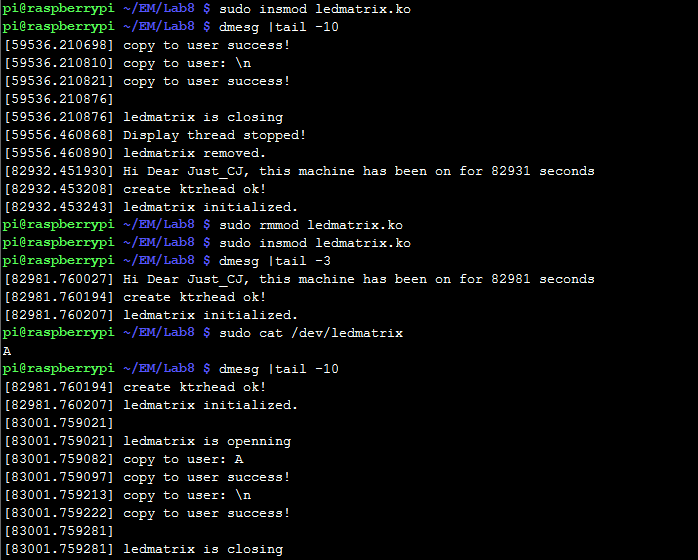 pi@raspberrypi ~/EM/Lab8 $ sudo insmod ledmatrix.ko
pi@raspberrypi ~/EM/Lab8 $ dmesg |tail -10
[59536.210698] copy to user success!
[59536.210810] copy to user: \n
[59536.210821] copy to user success!
[59536.210876]
[59536.210876] ledmatrix is closing
[59556.460868] Display thread stopped!
[59556.460890] ledmatrix removed.
[82932.451930] Hi Dear Just_CJ, this machine has been on for 82931 seconds
[82932.453208] create ktrhead ok!
[82932.453243] ledmatrix initialized.
pi@raspberrypi ~/EM/Lab8 $ sudo rmmod ledmatrix.ko
pi@raspberrypi ~/EM/Lab8 $ sudo insmod ledmatrix.ko
pi@raspberrypi ~/EM/Lab8 $ dmesg |tail -3
[82981.760027] Hi Dear Just_CJ, this machine has been on for 82981 seconds
[82981.760194] create ktrhead ok!
[82981.760207] ledmatrix initialized.
pi@raspberrypi ~/EM/Lab8 $ sudo cat /dev/ledmatrix
A
pi@raspberrypi ~/EM/Lab8 $ dmesg |tail -10
[82981.760194] create ktrhead ok!
[82981.760207] ledmatrix initialized.
[83001.759021]
[83001.759021] ledmatrix is openning
[83001.759082] copy to user: A
[83001.759097] copy to user success!
[83001.759213] copy to user: \n
[83001.759222] copy to user success!
[83001.759281]
[83001.759281] ledmatrix is closing